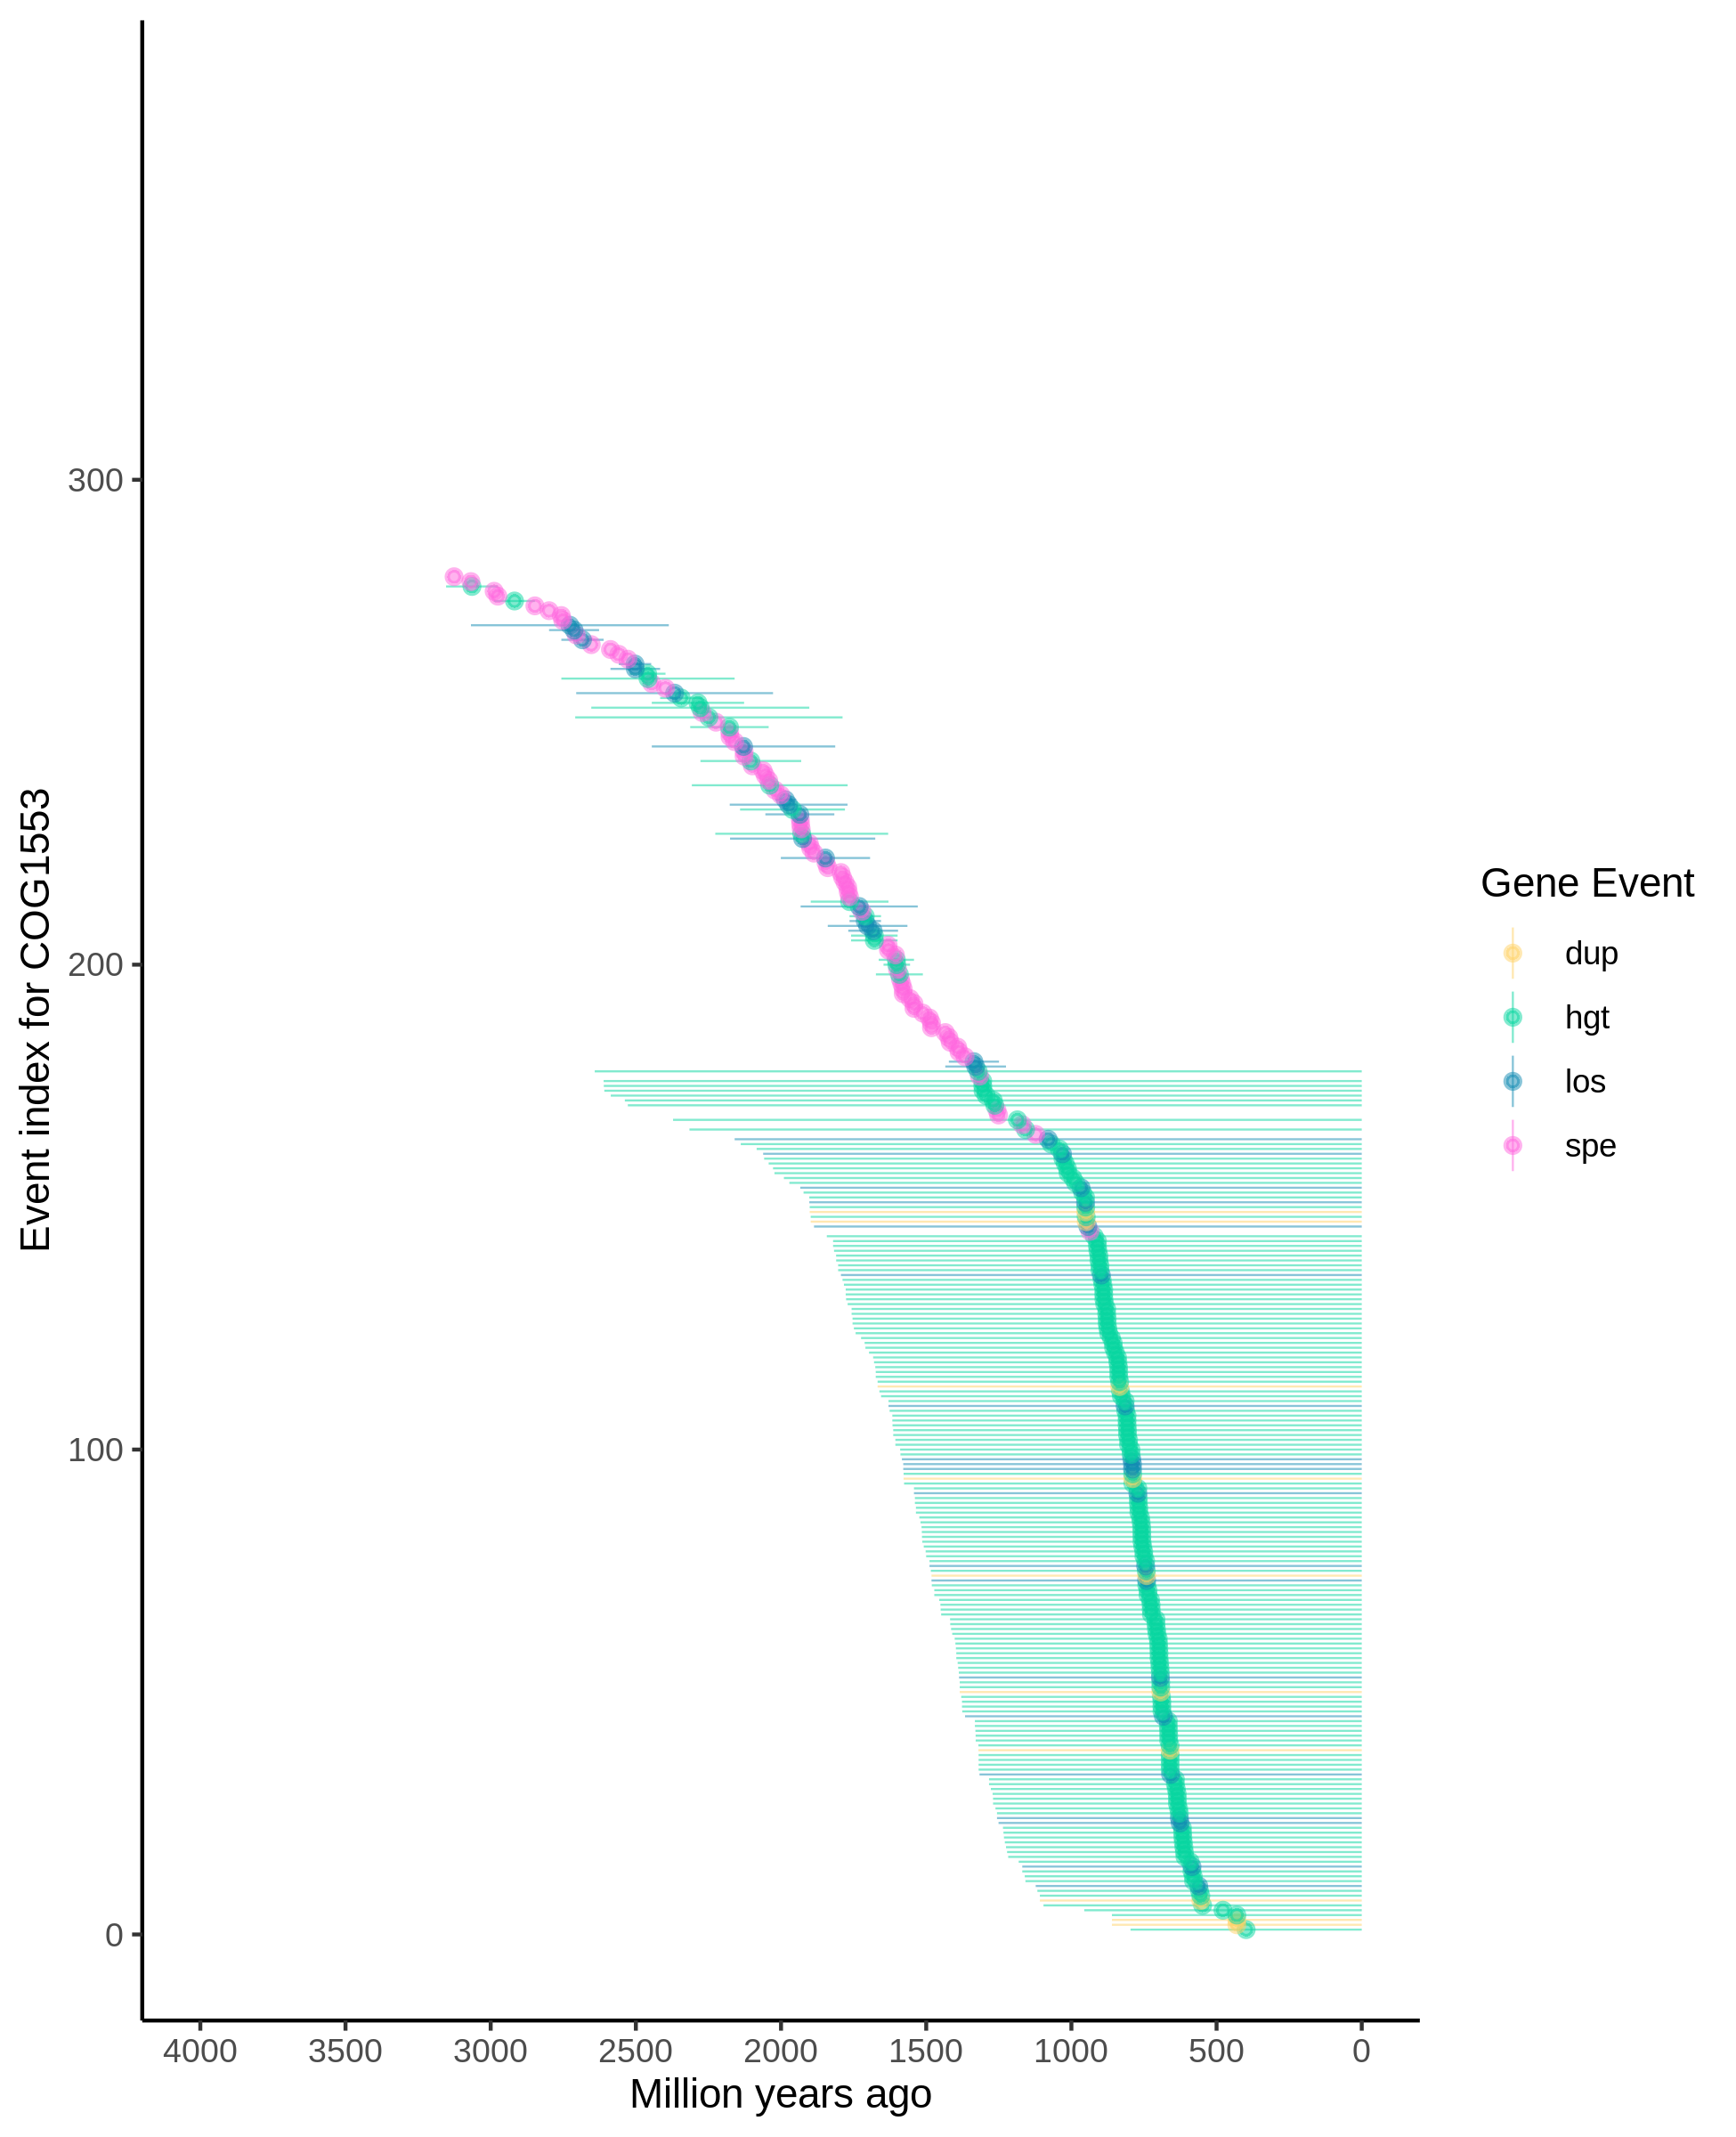 Event index for COG1553
300
200
100
0
4000 3500 3000 2500 2000 1500 1000 500 0
Million years ago
Gene Event
dup
hgt
los
spe